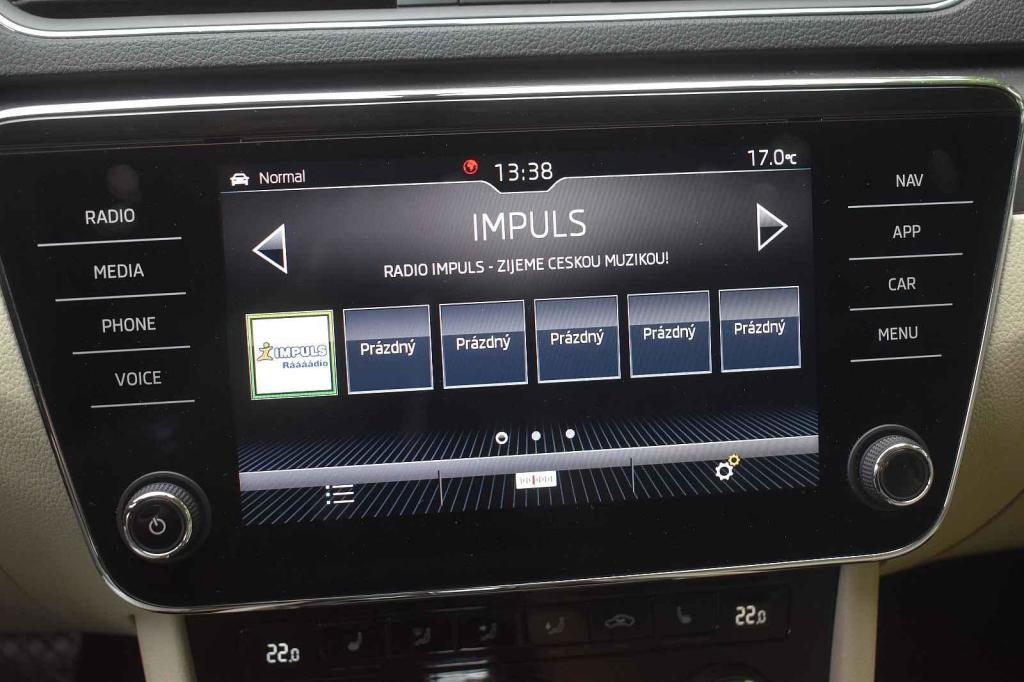 Normal
13:38
17.0°C
RADIO
MEDIA
PHONE
VOICE
IMPULS
RADIO IMPULS - ZIJEME CESKOU MUZIKOU!
IMPULS
Ráááádio
Prázdný
Prázdný
Prázdný
Prázdný
Prázdný
NAV
APP
CAR
MENU
22.0
22.0